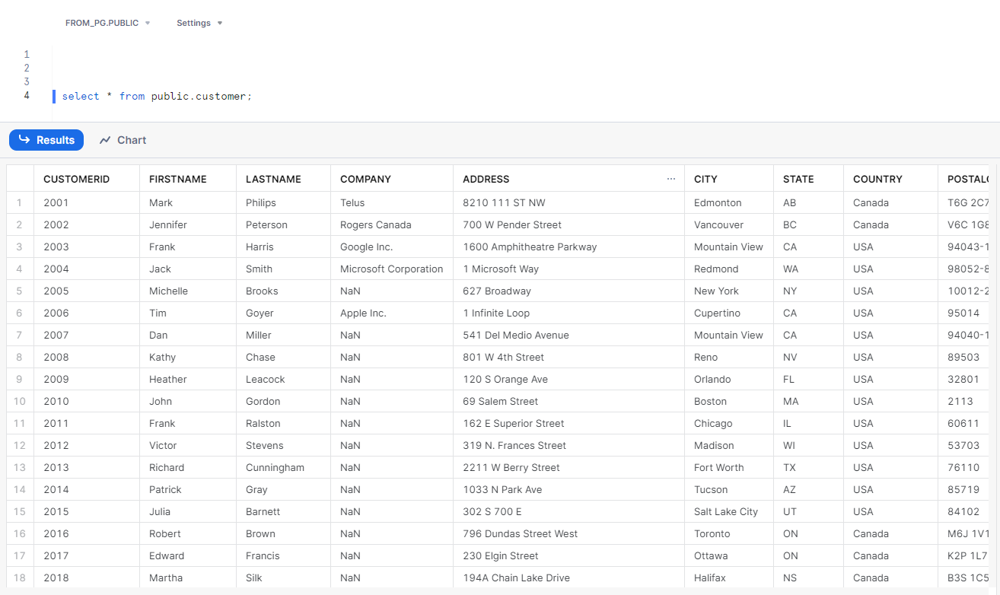 FROM_PG.PUBLIC Settings
1
2
3
4 select * from public.customer;
Results Chart
CUSTOMERID FIRSTNAME LASTNAME COMPANY ADDRESS ... CITY STATE COUNTRY
1 2001 Mark Philips Telus 8210 111 ST NW Edmonton AB Canada T6G 2C7
2 2002 Jennifer Peterson Rogers Canada 700 W Pender Street Vancouver BC Canada V6C 1G8
3 2003 Frank Harris Google Inc. 1600 Amphitheatre Parkway Mountain View CA USA 94043-1
4 2004 Jack Smith Microsoft Corporation 1 Microsoft Way Redmond WA USA 98052-8
5 2005 Michelle Brooks NaN 627 Broadway New York NY USA 10012-2
6 2006 Tim Goyer Apple Inc. 1 Infinite Loop Cupertino CA USA 95014
7 2007 Dan Miller NaN 541 Del Medio Avenue Mountain View CA USA 94040-1
8 2008 Kathy Chase NaN 801 W 4th Street Reno NV USA 89503
9 2009 Heather Leacock NaN 120 S Orange Ave Orlando FL USA 32801
10 2010 John Gordon NaN 69 Salem Street Boston MA USA 2113
11 2011 Frank Ralston NaN 162 E Superior Street Chicago IL USA 60611
12 2012 Victor Stevens NaN 319 N. Frances Street Madison WI USA 53703
13 2013 Richard Cunningham NaN 2211 W Berry Street Fort Worth TX USA 76110
14 2014 Patrick Gray NaN 1033 N Park Ave Tucson AZ USA 85719
15 2015 Julia Barnett NaN 302 S 700 E Salt Lake City UT USA 84102
16 2016 Robert Brown NaN 796 Dundas Street West Toronto ON Canada M6J 1V1
17 2017 Edward Francis NaN 230 Elgin Street Ottawa ON Canada K2P 1L7
18 2018 Martha Silk NaN 194A Chain Lake Drive Halifax NS Canada B3S 1C5